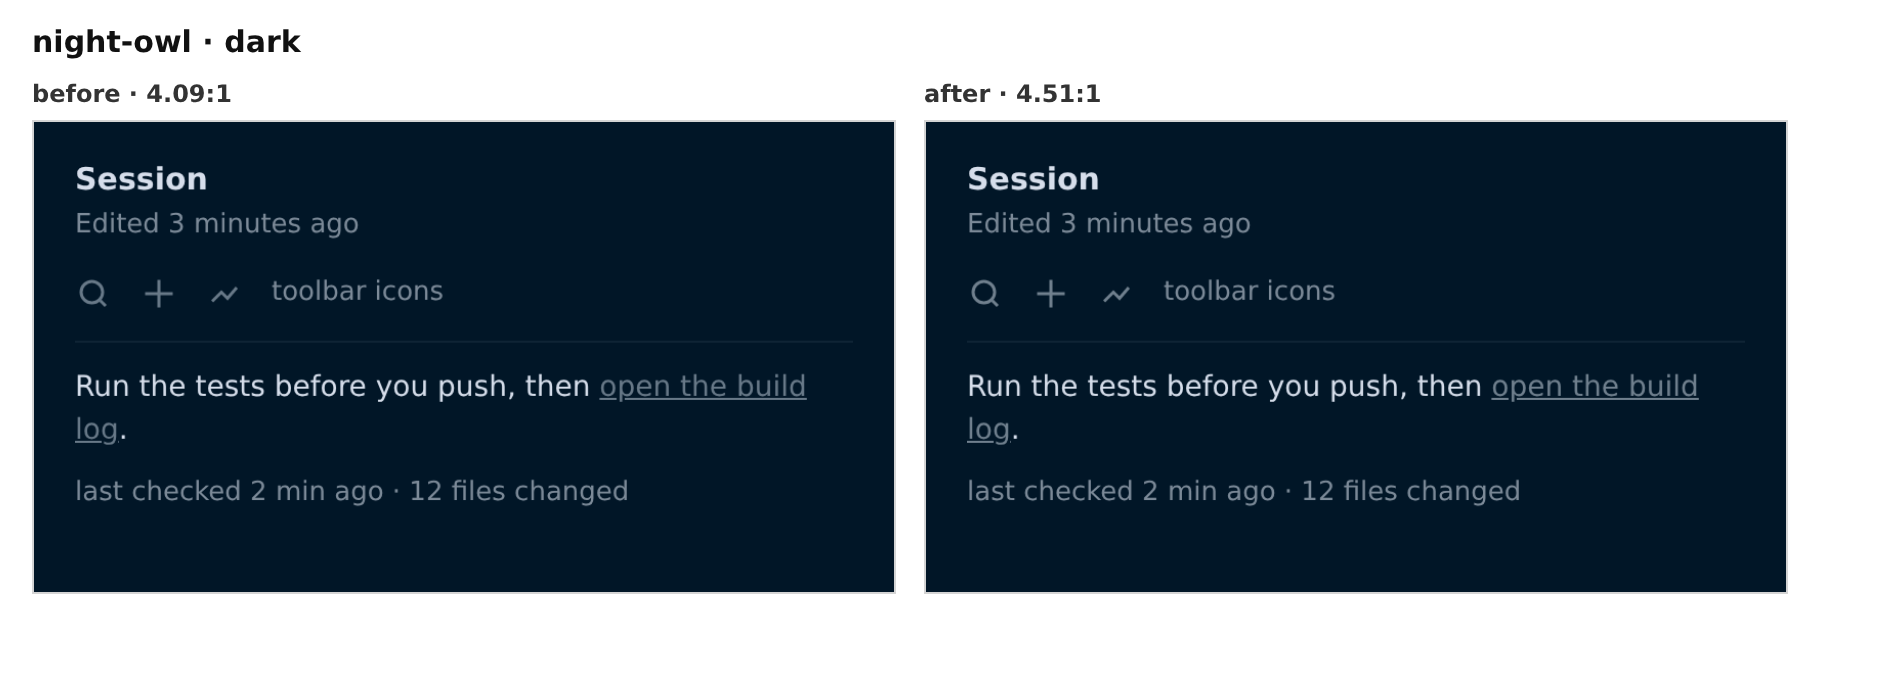 night-owl · dark
before · 4.09:1
Session
Edited 3 minutes ago
toolbar icons
Run the tests before you push, then open the build
log.
last checked 2 min ago · 12 files changed
after · 4.51:1
Session
Edited 3 minutes ago
toolbar icons
Run the tests before you push, then open the build
log.
last checked 2 min ago · 12 files changed